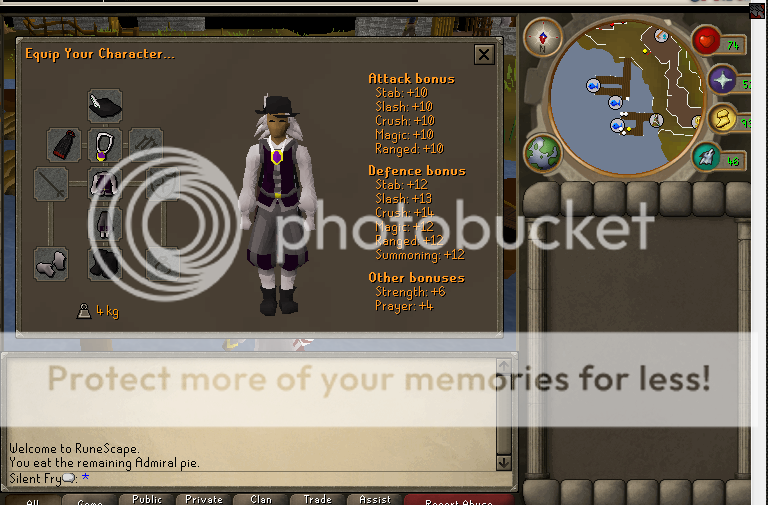 Equip Your Character...
Attack bonus
Stab: +10
Slash: +10
Crush: +10
Magic: +10
Ranged: +10
Defence bonus
Stab: +12
Slash: +13
Crush: +14
Magic: +12
Ranged: +12
Summoning: +12
Other bonuses
Strength: +6
Prayer: +4
4 kg
N
74
46
photobucket
Protect more of your memories for less!
Welcome to RuneScape.
You eat the remaining Admiral pie.
Silent Fry: *
All Game Public Private Clan Trade Assist Report Abuse